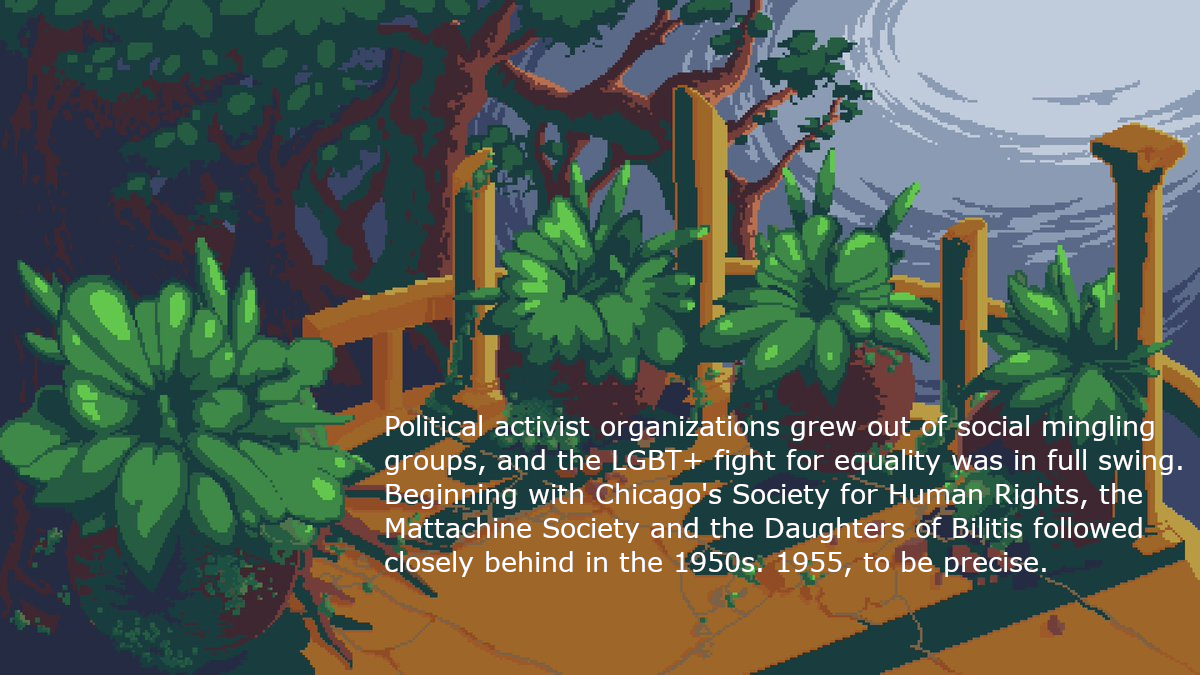 Political activist organizations grew out of social mingling
groups, and the LGBT+ fight for equality was in full swing.
Beginning with Chicago's Society for Human Rights, the
Mattachine Society and the Daughters of Bilitis followed
closely behind in the 1950s. 1955, to be precise.